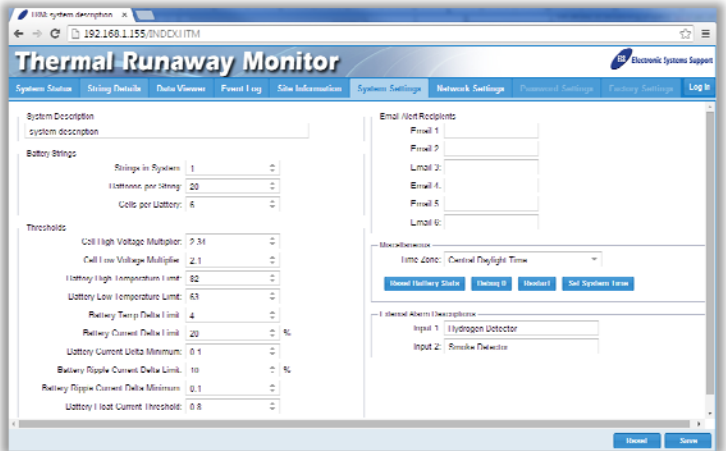 TRM: system description
192.168.1.155/INDEX.HTM
Thermal Runaway Monitor
ESS Electronic Systems Support
System Status String Details Data Viewer Event Log Site Information System Settings Network Settings Password Settings Factory Settings Log In
System Description
system description
Battery Strings
Strings in System: 1
Batteries per String: 20
Cells per Battery: 6
Thresholds
Cell High Voltage Multiplier: 2.34
Cell Low Voltage Multiplier: 2.1
Battery High Temperature Limit: 82
Battery Low Temperature Limit: 63
Battery Temp Delta Limit: 4
Battery Current Delta Limit: 20 %
Battery Current Delta Minimum: 0.1
Battery Ripple Current Delta Limit: 10 %
Battery Ripple Current Delta Minimum: 0.1
Battery Float Current Threshold: 0.8
Email Alert Recipients
Email 1:
Email 2:
Email 3:
Email 4:
Email 5:
Email 6:
Miscellaneous
Time Zone: Central Daylight Time
Reset Battery State Debug 0 Restart Set System Time
External Alarm Descriptions
Input 1: Hydrogen Detector
Input 2: Smoke Detector
Reset Save